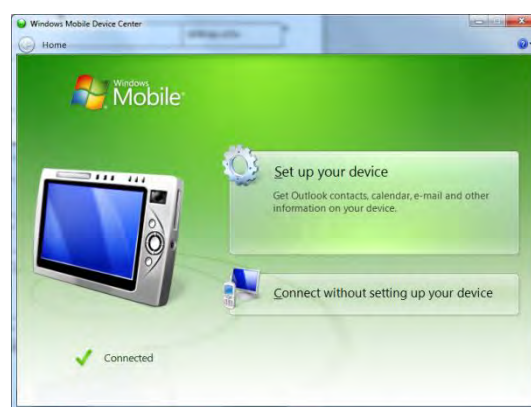 Windows Mobile Device Center
Home
Windows
Mobile®
Set up your device
Get Outlook contacts, calendar, e-mail and other
information on your device.
Connect without setting up your device
Connected